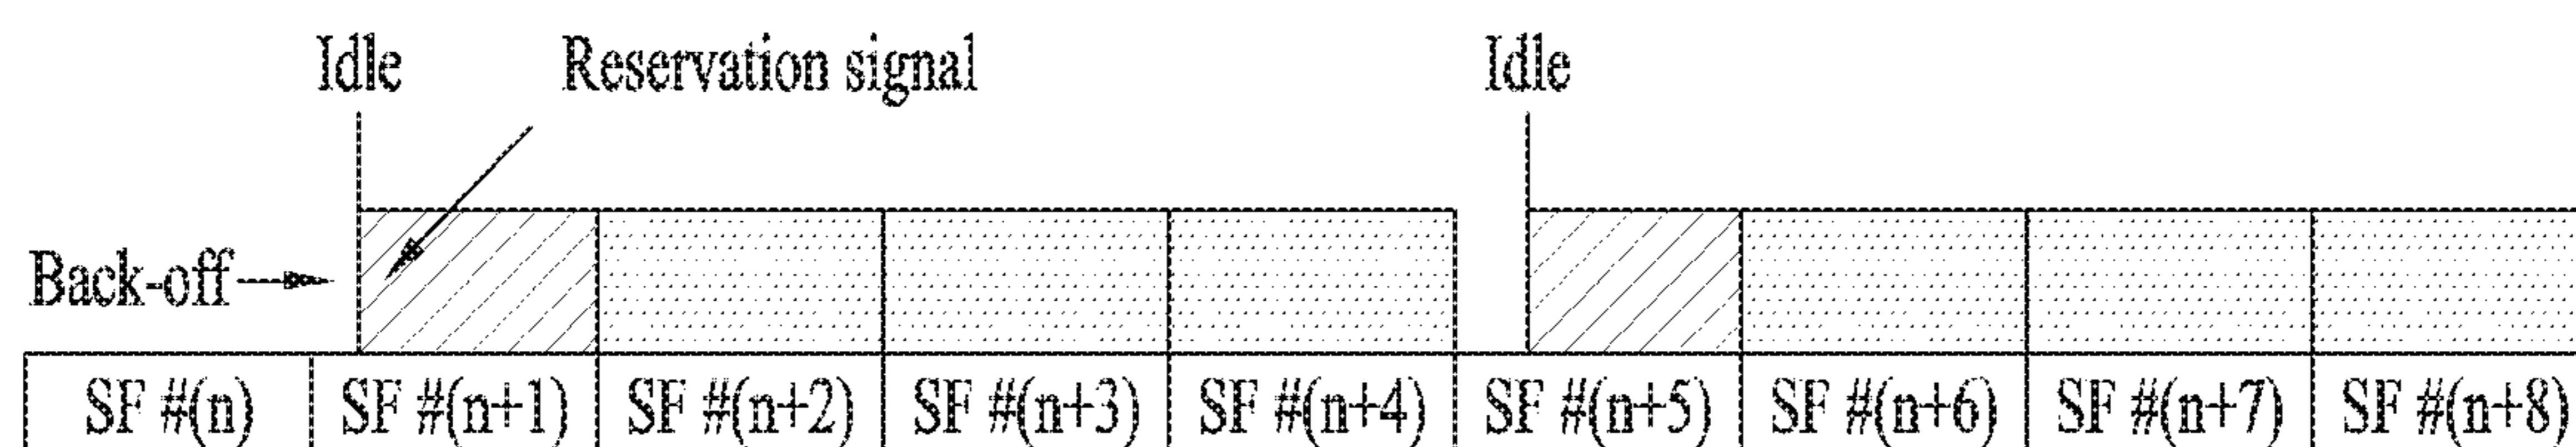 Idle Reservation signal Idle
Back-off
SF #(n) SF #(n+1) SF #(n+2) SF #(n+3) SF #(n+4) SF #(n+5) SF #(n+6) SF #(n+7) SF #(n+8)